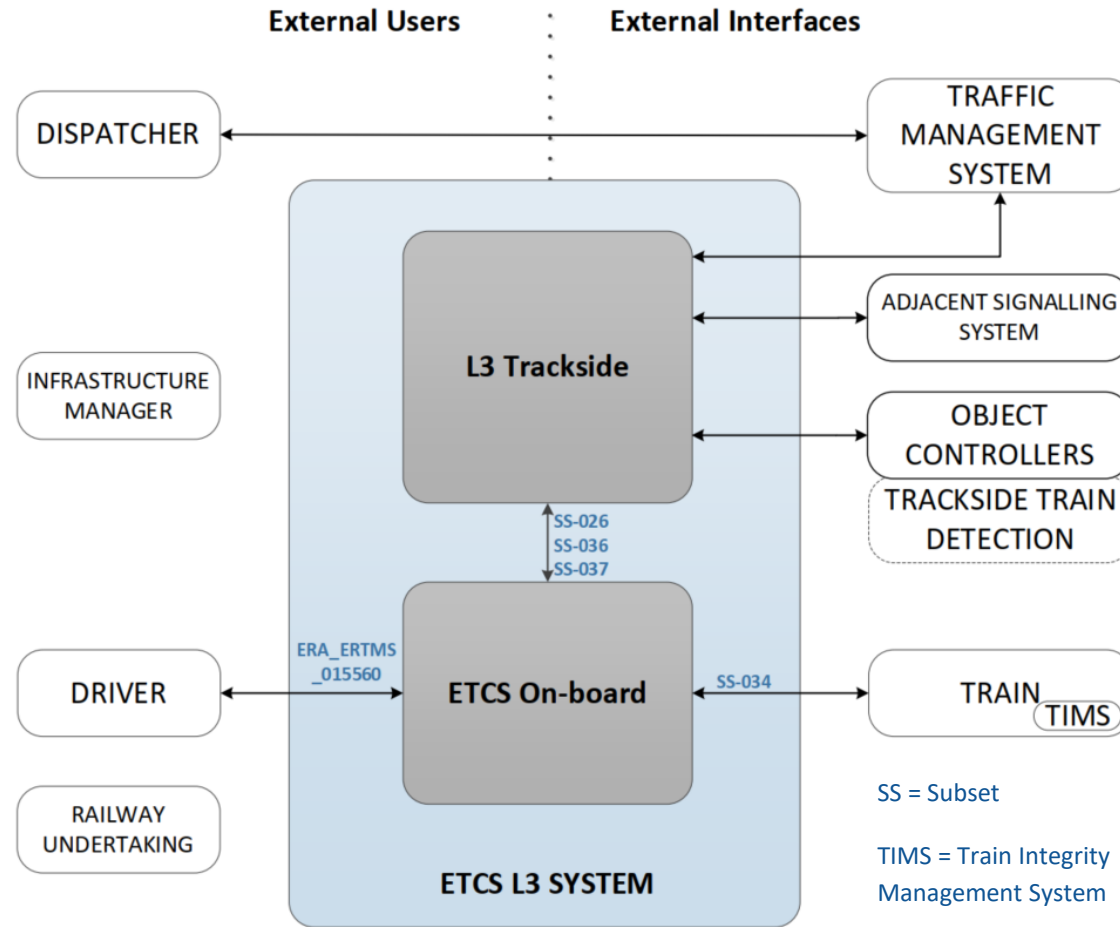 External Users
External Interfaces
DISPATCHER
TRAFFIC
MANAGEMENT
SYSTEM
L3 Trackside
ADJACENT SIGNALLING
SYSTEM
INFRASTRUCTURE
MANAGER
OBJECT
CONTROLLERS
TRACKSIDE TRAIN
DETECTION
SS-026
SS-036
SS-037
ERA_ERTMS
_015560
DRIVER
ETCS On-board
SS-034
TRAIN
TIMS
RAILWAY
UNDERTAKING
SS = Subset
TIMS = Train Integrity
Management System
ETCS L3 SYSTEM